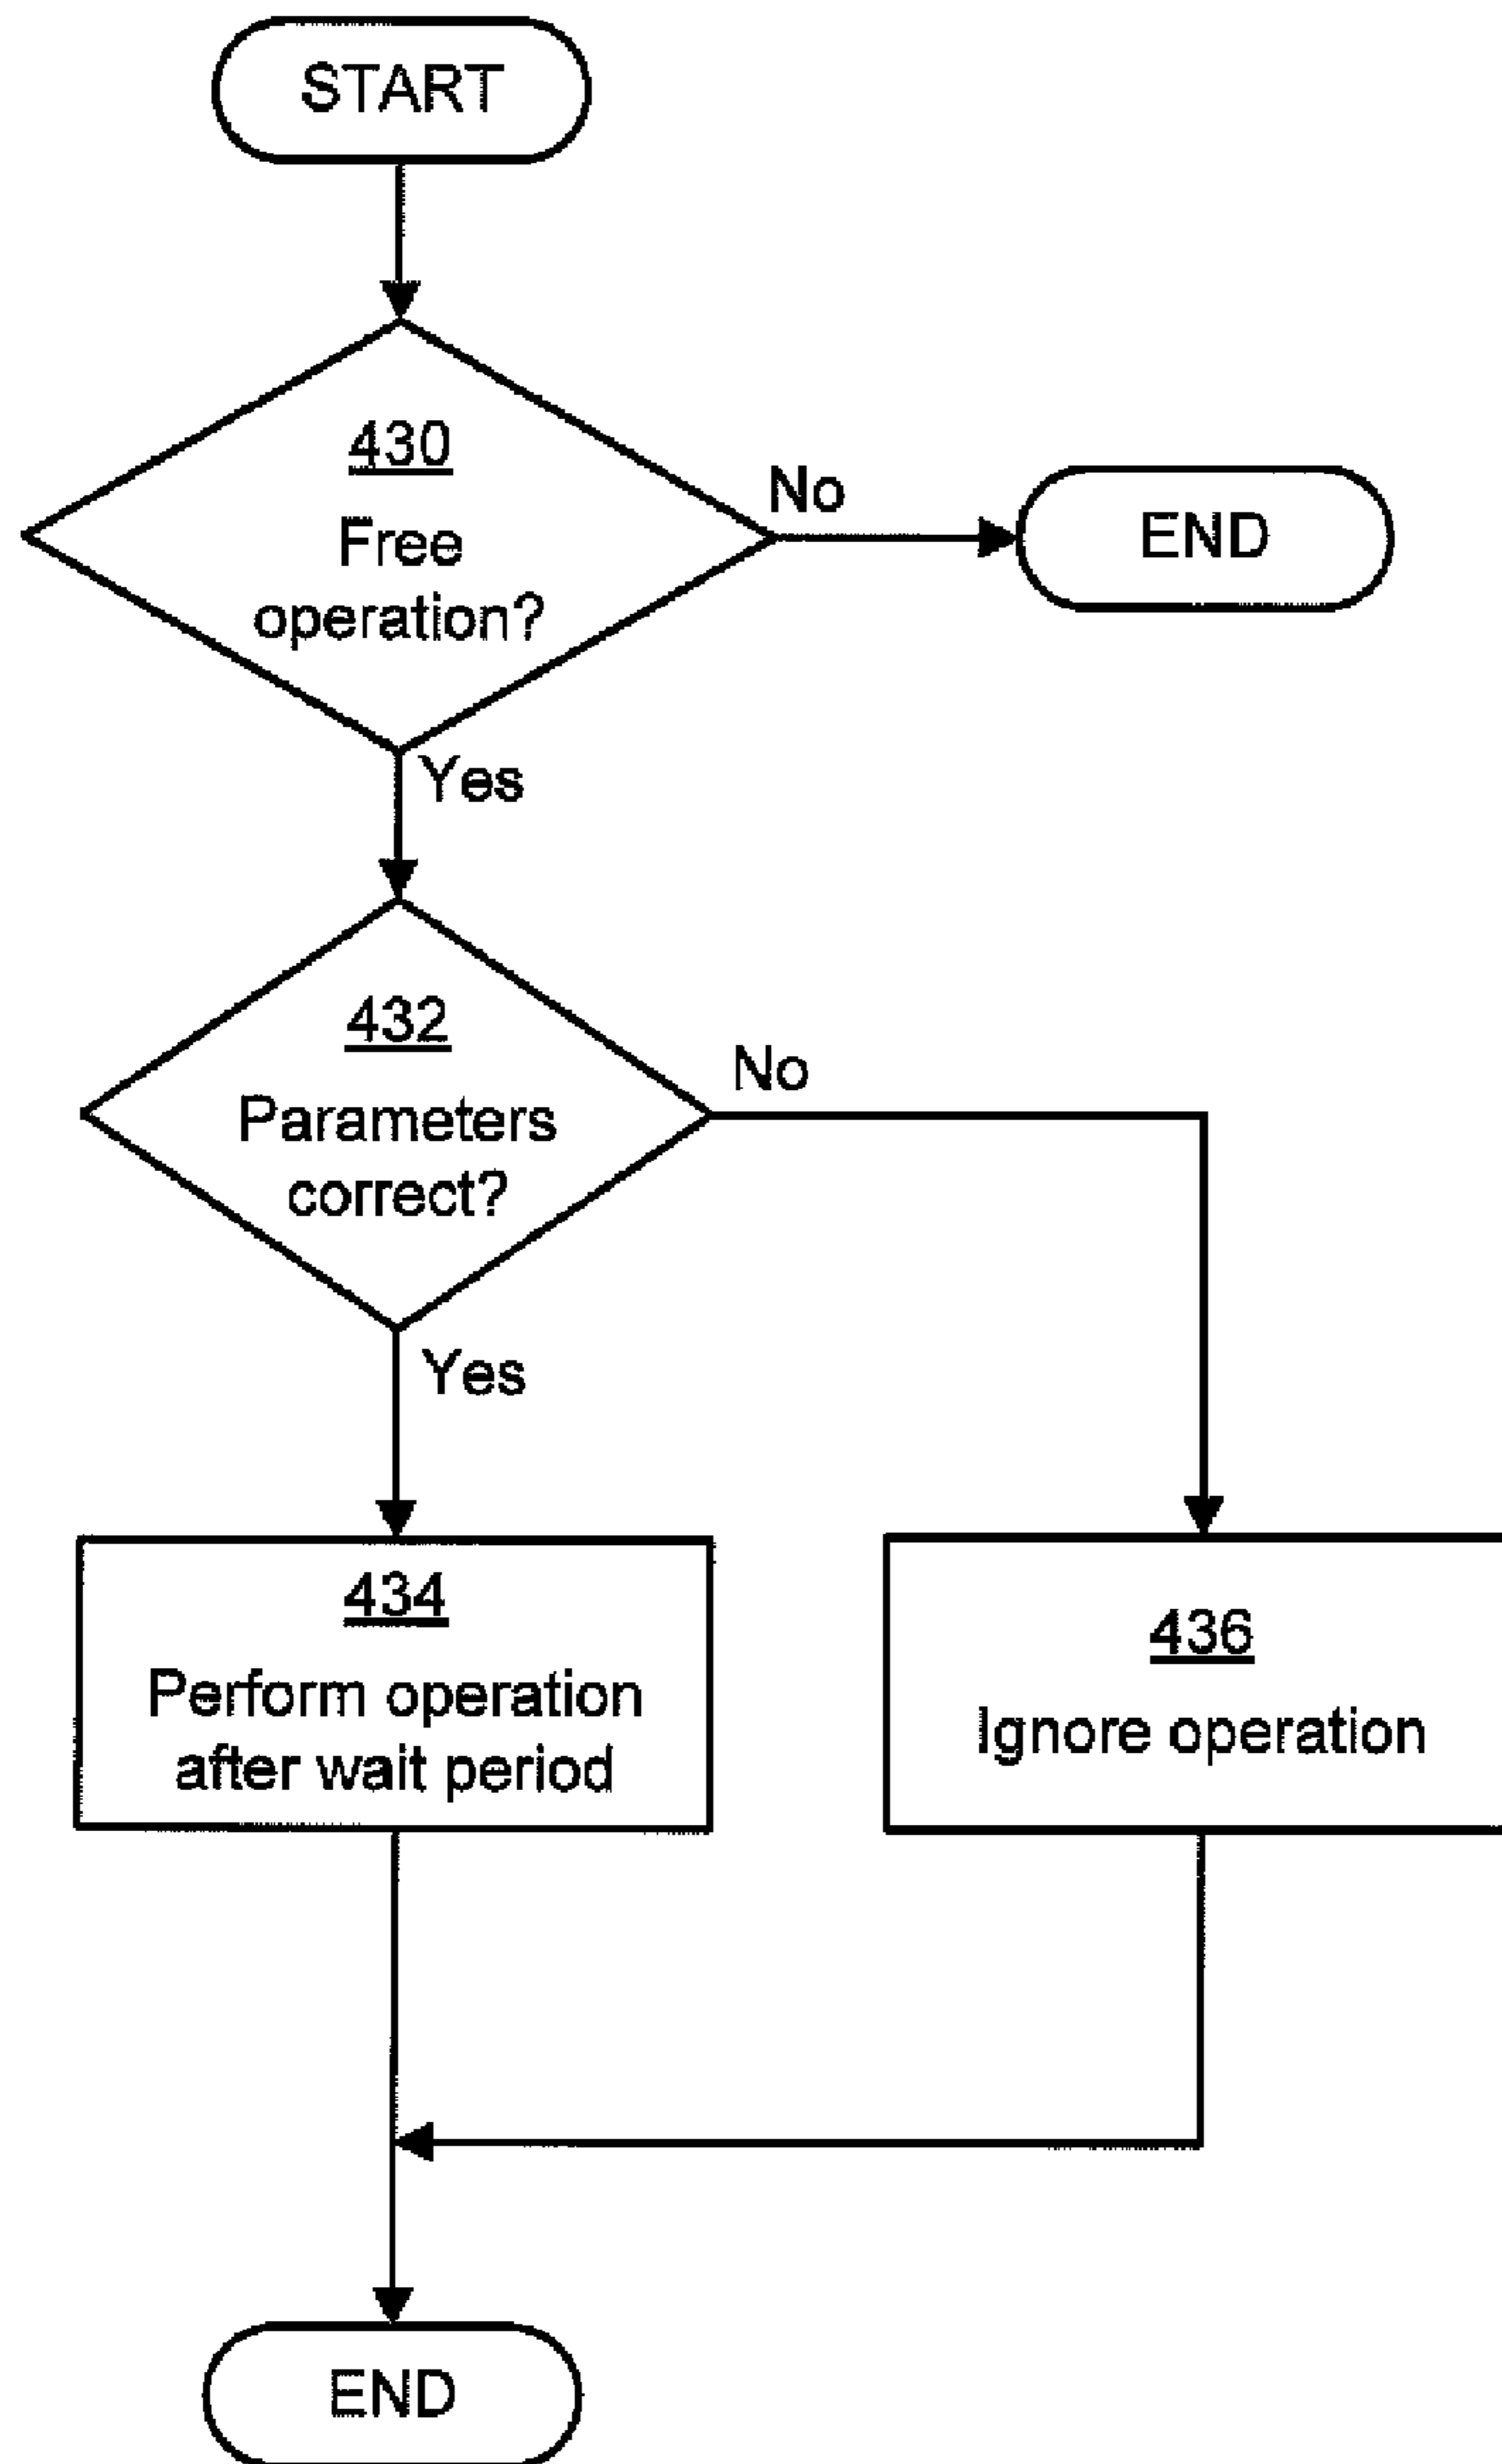 START
430
Free
operation?
No
END
Yes
432
Parameters
correct?
No
Yes
434
Perform operation
after wait period
436
Ignore operation
END